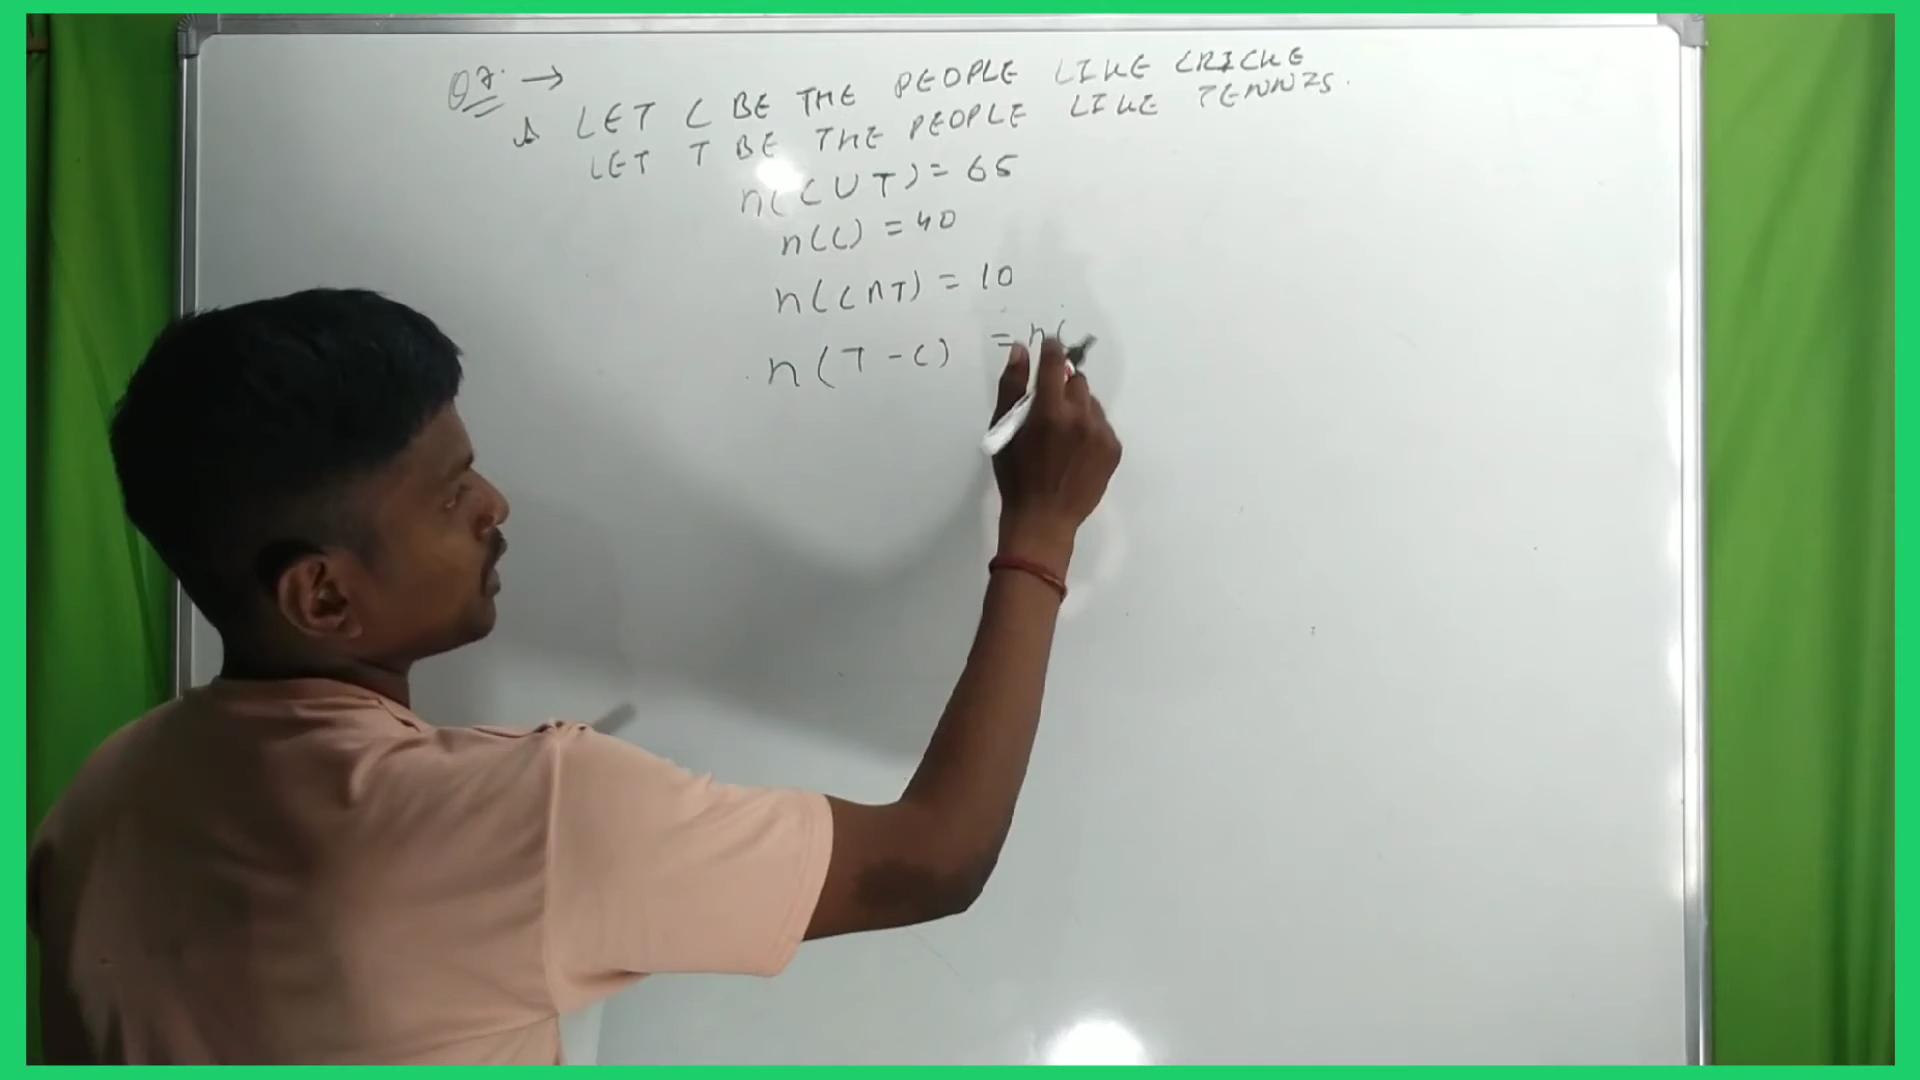 Q7. →
LET C BE THE PEOPLE LIKE CRICKE
LET T BE THE PEOPLE LIKE TENNIS.
n(C∪T) = 65
n(C) = 40
n(C∩T) = 10
n(T-C) = n(